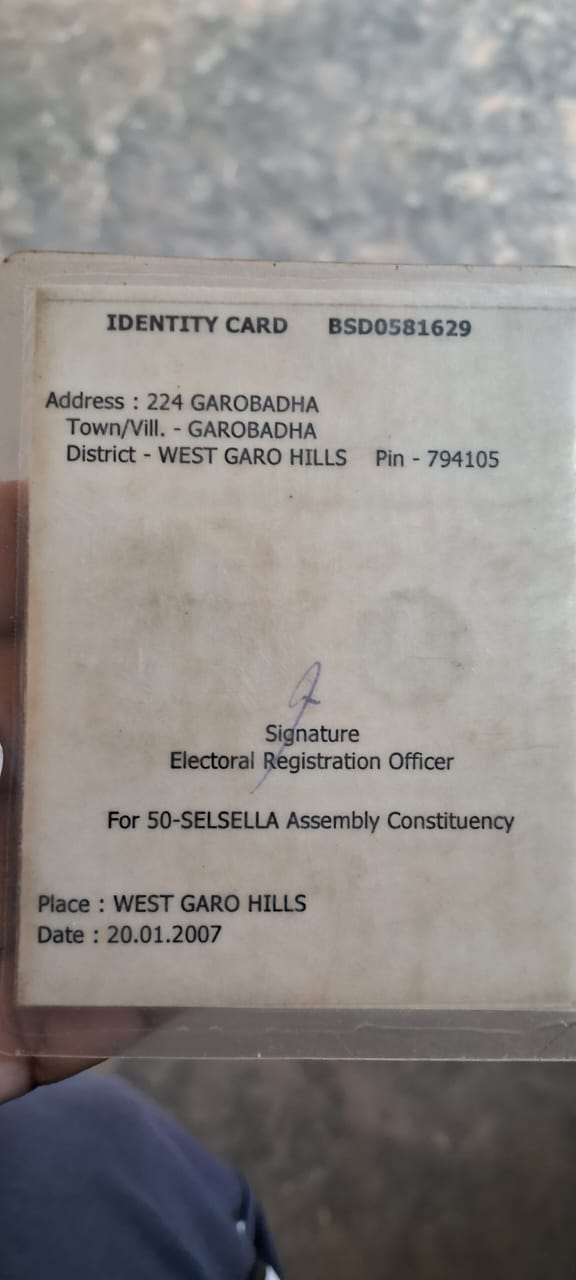 IDENTITY CARD BSD0581629
Address : 224 GAROBADHA
Town/Vill. - GAROBADHA
District - WEST GARO HILLS Pin - 794105
Signature
Electoral Registration Officer
For 50-SELSELLA Assembly Constituency
Place : WEST GARO HILLS
Date : 20.01.2007